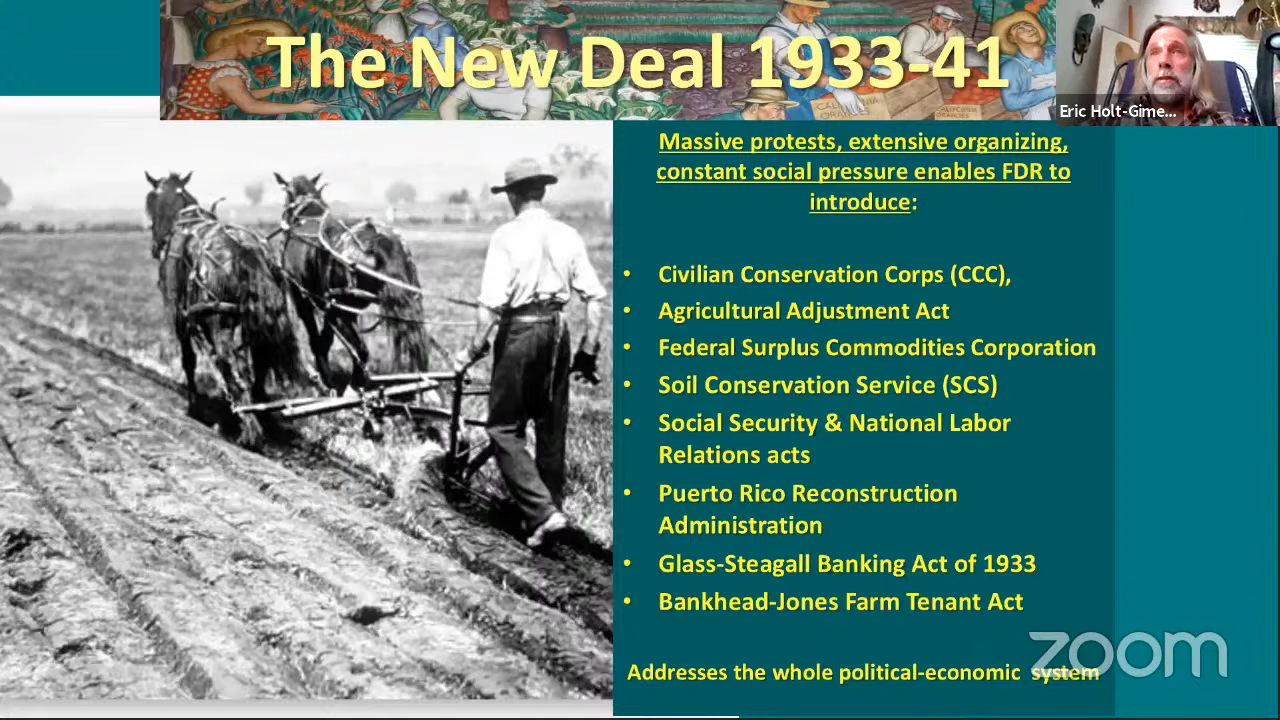 The New Deal 1933-41
Eric Holt-Gime...
Massive protests, extensive organizing,
constant social pressure enables FDR to
introduce:
• Civilian Conservation Corps (CCC),
• Agricultural Adjustment Act
• Federal Surplus Commodities Corporation
• Soil Conservation Service (SCS)
• Social Security & National Labor
Relations acts
• Puerto Rico Reconstruction
Administration
• Glass-Steagall Banking Act of 1933
• Bankhead-Jones Farm Tenant Act
Addresses the whole political-economic system
zoom
CALIFORNIA
ORANGES